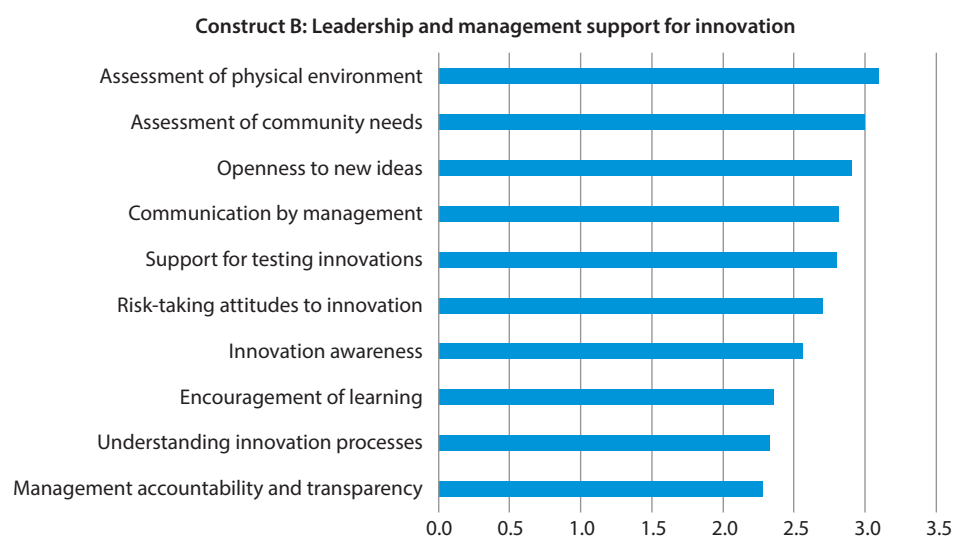 Construct B: Leadership and management support for innovation
Assessment of physical environment
Assessment of community needs
Openness to new ideas
Communication by management
Support for testing innovations
Risk-taking attitudes to innovation
Innovation awareness
Encouragement of learning
Understanding innovation processes
Management accountability and transparency
0.0 0.5 1.0 1.5 2.0 2.5 3.0 3.5